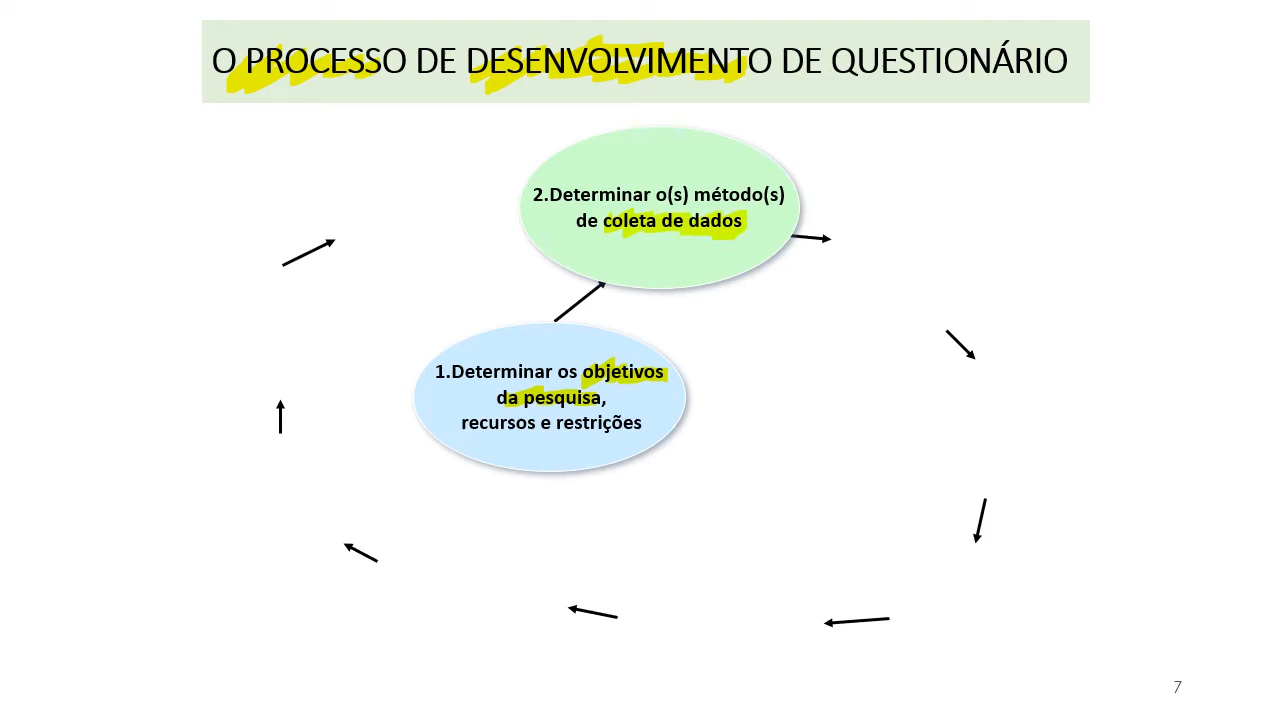 O PROCESSO DE DESENVOLVIMENTO DE QUESTIONÁRIO
2.Determinar o(s) método(s)
de coleta de dados
1.Determinar os objetivos
da pesquisa,
recursos e restrições
7